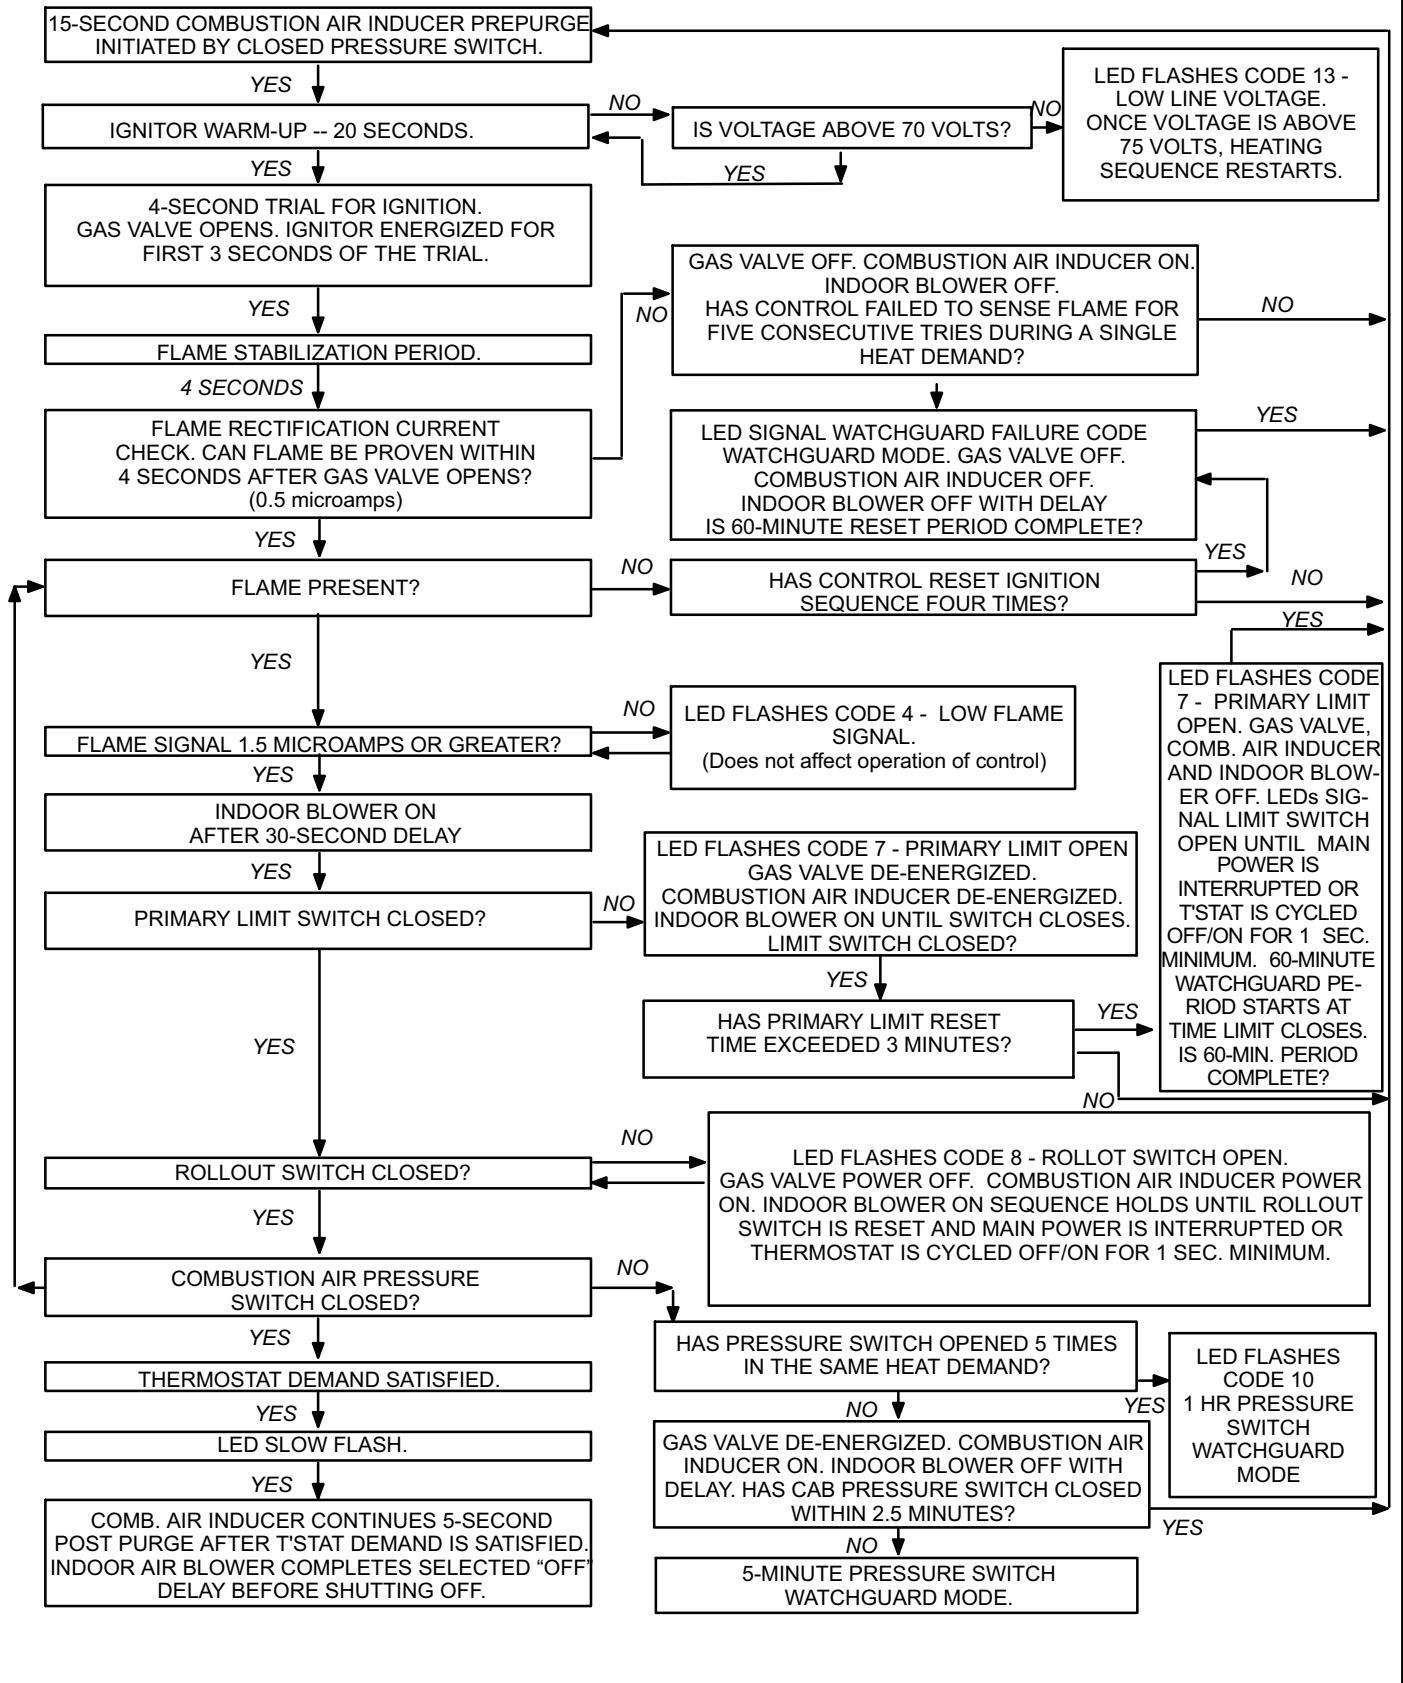 15-SECOND COMBUSTION AIR INDUCER PREPURGE
INITIATED BY CLOSED PRESSURE SWITCH.
YES
IGNITOR WARM-UP -- 20 SECONDS.
NO
IS VOLTAGE ABOVE 70 VOLTS?
YES
NO
LED FLASHES CODE 13 -
LOW LINE VOLTAGE.
ONCE VOLTAGE IS ABOVE
75 VOLTS, HEATING
SEQUENCE RESTARTS.
YES
4-SECOND TRIAL FOR IGNITION.
GAS VALVE OPENS. IGNITOR ENERGIZED FOR
FIRST 3 SECONDS OF THE TRIAL.
YES
FLAME STABILIZATION PERIOD.
4 SECONDS
FLAME RECTIFICATION CURRENT
CHECK. CAN FLAME BE PROVEN WITHIN
4 SECONDS AFTER GAS VALVE OPENS?
(0.5 microamps)
NO
GAS VALVE OFF. COMBUSTION AIR INDUCER ON.
INDOOR BLOWER OFF.
HAS CONTROL FAILED TO SENSE FLAME FOR
FIVE CONSECUTIVE TRIES DURING A SINGLE
HEAT DEMAND?
NO
LED SIGNAL WATCHGUARD FAILURE CODE
WATCHGUARD MODE. GAS VALVE OFF.
COMBUSTION AIR INDUCER OFF.
INDOOR BLOWER OFF WITH DELAY
IS 60-MINUTE RESET PERIOD COMPLETE?
YES
YES
FLAME PRESENT?
NO
HAS CONTROL RESET IGNITION
SEQUENCE FOUR TIMES?
YES
NO
YES
FLAME SIGNAL 1.5 MICROAMPS OR GREATER?
NO
LED FLASHES CODE 4 - LOW FLAME
SIGNAL.
(Does not affect operation of control)
YES
LED FLASHES CODE
7 - PRIMARY LIMIT
OPEN. GAS VALVE,
COMB. AIR INDUCER
AND INDOOR BLOW-
ER OFF. LEDs SIG-
NAL LIMIT SWITCH
OPEN UNTIL MAIN
POWER IS
INTERRUPTED OR
T'STAT IS CYCLED
OFF/ON FOR 1 SEC.
MINIMUM. 60-MINUTE
WATCHGUARD PE-
RIOD STARTS AT
TIME LIMIT CLOSES.
IS 60-MIN. PERIOD
COMPLETE?
YES
INDOOR BLOWER ON
AFTER 30-SECOND DELAY
YES
PRIMARY LIMIT SWITCH CLOSED?
NO
LED FLASHES CODE 7 - PRIMARY LIMIT OPEN
GAS VALVE DE-ENERGIZED.
COMBUSTION AIR INDUCER DE-ENERGIZED.
INDOOR BLOWER ON UNTIL SWITCH CLOSES.
LIMIT SWITCH CLOSED?
YES
HAS PRIMARY LIMIT RESET
TIME EXCEEDED 3 MINUTES?
YES
NO
YES
ROLLOUT SWITCH CLOSED?
NO
LED FLASHES CODE 8 - ROLLOT SWITCH OPEN.
GAS VALVE POWER OFF. COMBUSTION AIR INDUCER POWER
ON. INDOOR BLOWER ON SEQUENCE HOLDS UNTIL ROLLOUT
SWITCH IS RESET AND MAIN POWER IS INTERRUPTED OR
THERMOSTAT IS CYCLED OFF/ON FOR 1 SEC. MINIMUM.
YES
COMBUSTION AIR PRESSURE
SWITCH CLOSED?
NO
HAS PRESSURE SWITCH OPENED 5 TIMES
IN THE SAME HEAT DEMAND?
YES
LED FLASHES
CODE 10
1 HR PRESSURE
SWITCH
WATCHGUARD
MODE
YES
THERMOSTAT DEMAND SATISFIED.
NO
GAS VALVE DE-ENERGIZED. COMBUSTION AIR
INDUCER ON. INDOOR BLOWER OFF WITH
DELAY. HAS CAB PRESSURE SWITCH CLOSED
WITHIN 2.5 MINUTES?
YES
YES
LED SLOW FLASH.
YES
COMB. AIR INDUCER CONTINUES 5-SECOND
POST PURGE AFTER T'STAT DEMAND IS SATISFIED.
INDOOR AIR BLOWER COMPLETES SELECTED “OFF”
DELAY BEFORE SHUTTING OFF.
NO
5-MINUTE PRESSURE SWITCH
WATCHGUARD MODE.